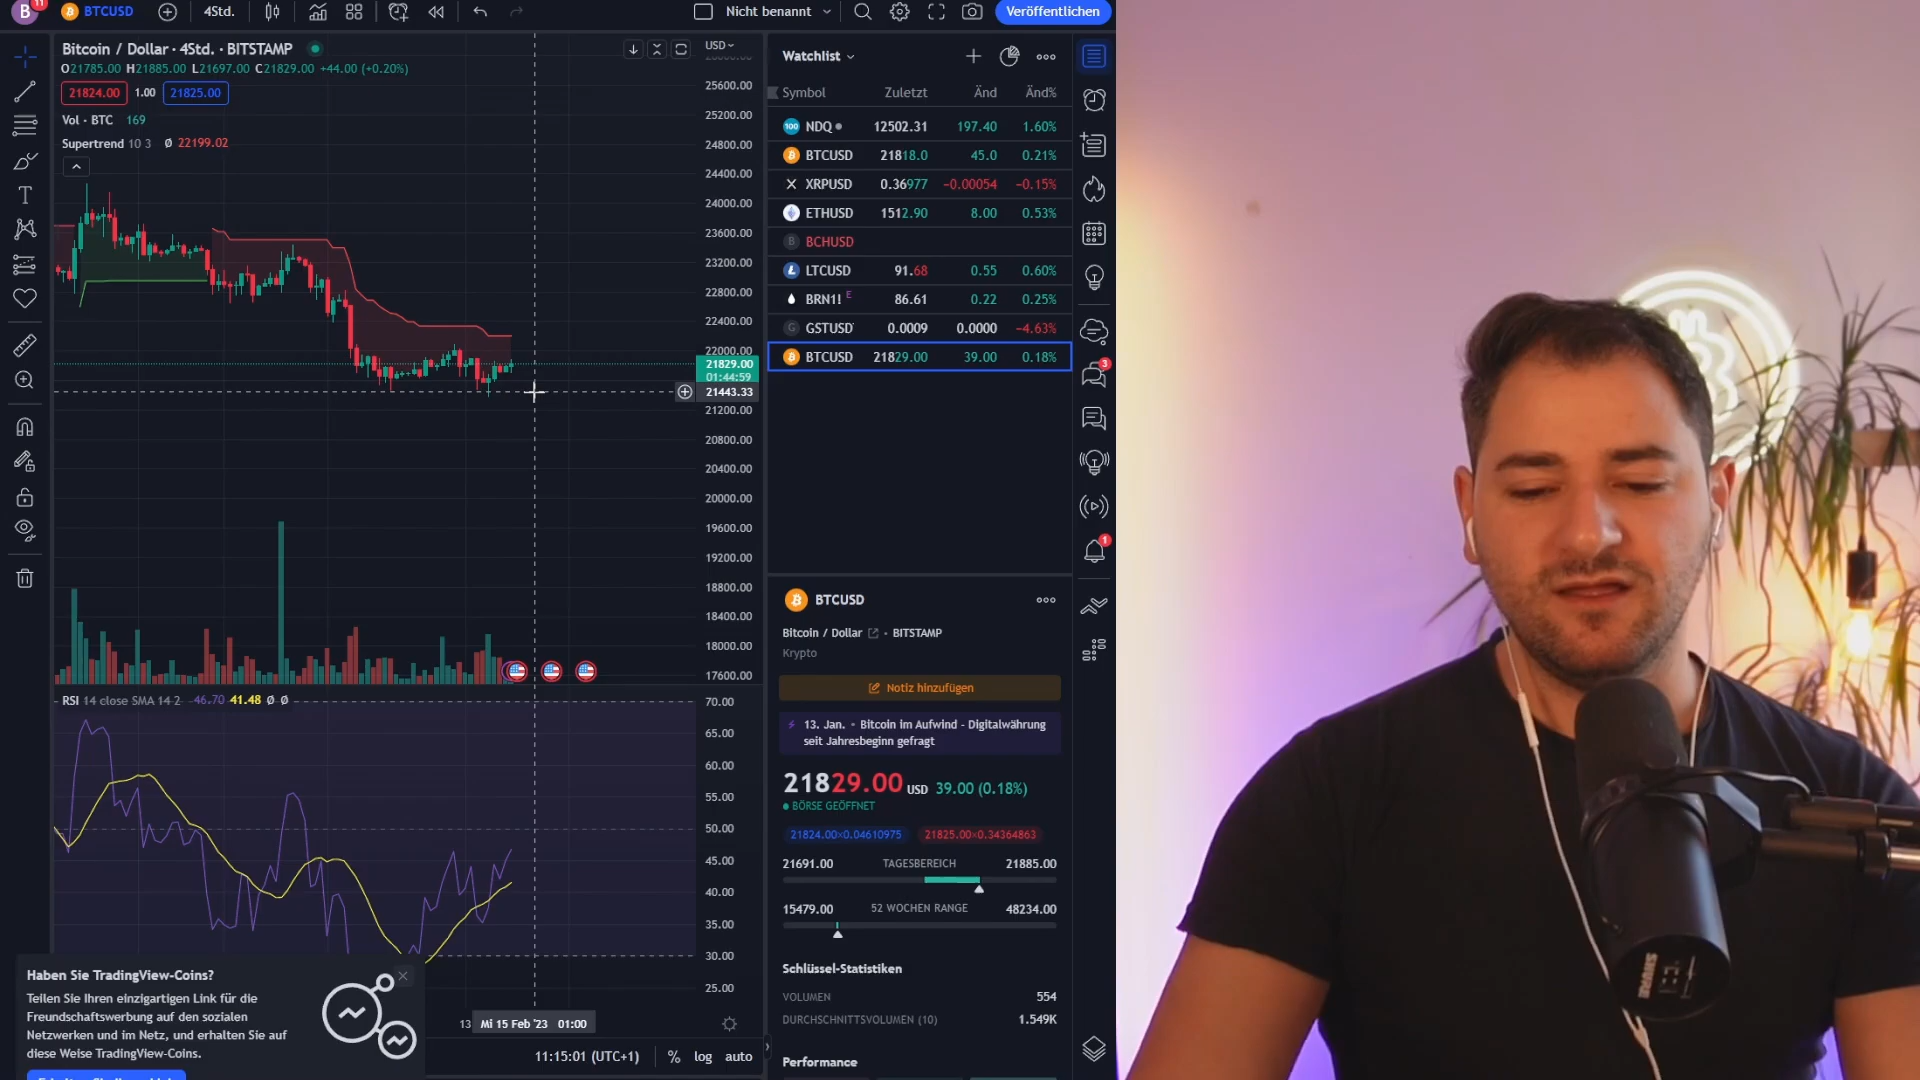 B
11
BTCUSD
4Std.
Nicht benannt
Veröffentlichen
Bitcoin / Dollar · 4Std. · BITSTAMP
O21785.00 H21885.00 L21697.00 C21829.00 +44.00 (+0.20%)
21824.00 1.00 21825.00
Vol · BTC 169
Supertrend 10 3 Ø 22199.02
USD
25600.00
25200.00
24800.00
24400.00
24000.00
23600.00
23200.00
22800.00
22400.00
22000.00
21829.00
01:44:59
21443.33
21200.00
20800.00
20400.00
20000.00
19600.00
19200.00
18800.00
18400.00
18000.00
17600.00
RSI 14 close SMA 14 2 46.70 41.48 Ø Ø
70.00
65.00
60.00
55.00
50.00
45.00
40.00
35.00
30.00
25.00
Haben Sie TradingView-Coins?
Teilen Sie Ihren einzigartigen Link für die
Freundschaftswerbung auf den sozialen
Netzwerken und im Netz, und erhalten Sie auf
diese Weise TradingView-Coins.
13 Mi 15 Feb '23 01:00
11:15:01 (UTC+1) % log auto
Watchlist
Symbol Zuletzt Änd Änd%
100 NDQ 12502.31 197.40 1.60%
BTCUSD 21818.0 45.0 0.21%
XRPUSD 0.36977 −0.00054 −0.15%
ETHUSD 1512.90 8.00 0.53%
B BCHUSD
LTCUSD 91.68 0.55 0.60%
BRN1! E 86.61 0.22 0.25%
G GSTUSD 0.0009 0.0000 −4.63%
BTCUSD 21829.00 39.00 0.18%
BTCUSD
Bitcoin / Dollar · BITSTAMP
Krypto
Notiz hinzufügen
13. Jan. · Bitcoin im Aufwind - Digitalwährung
seit Jahresbeginn gefragt
21829.00 USD 39.00 (0.18%)
BÖRSE GEÖFFNET
21824.00×0.04610975 21825.00×0.34364863
21691.00 TAGESBEREICH 21885.00
15479.00 52 WOCHEN RANGE 48234.00
Schlüssel-Statistiken
VOLUMEN 554
DURCHSCHNITTSVOLUMEN (10) 1.549K
Performance
3
1
SHURE